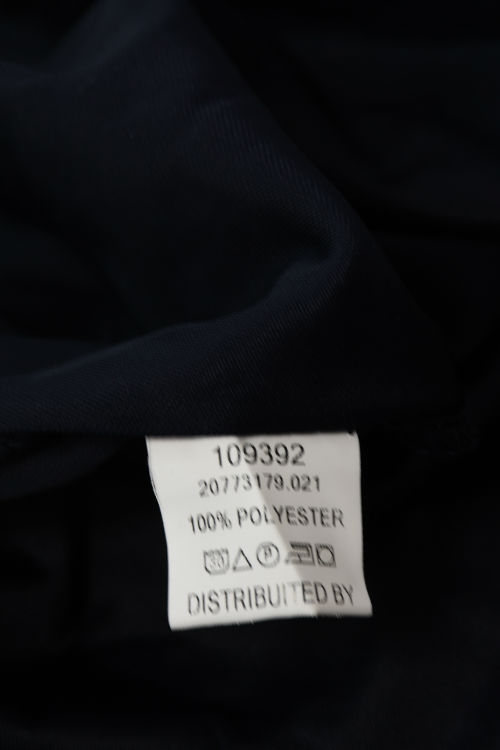 109392
20773179.021
100% POLYESTER
DISTRIBUITED BY